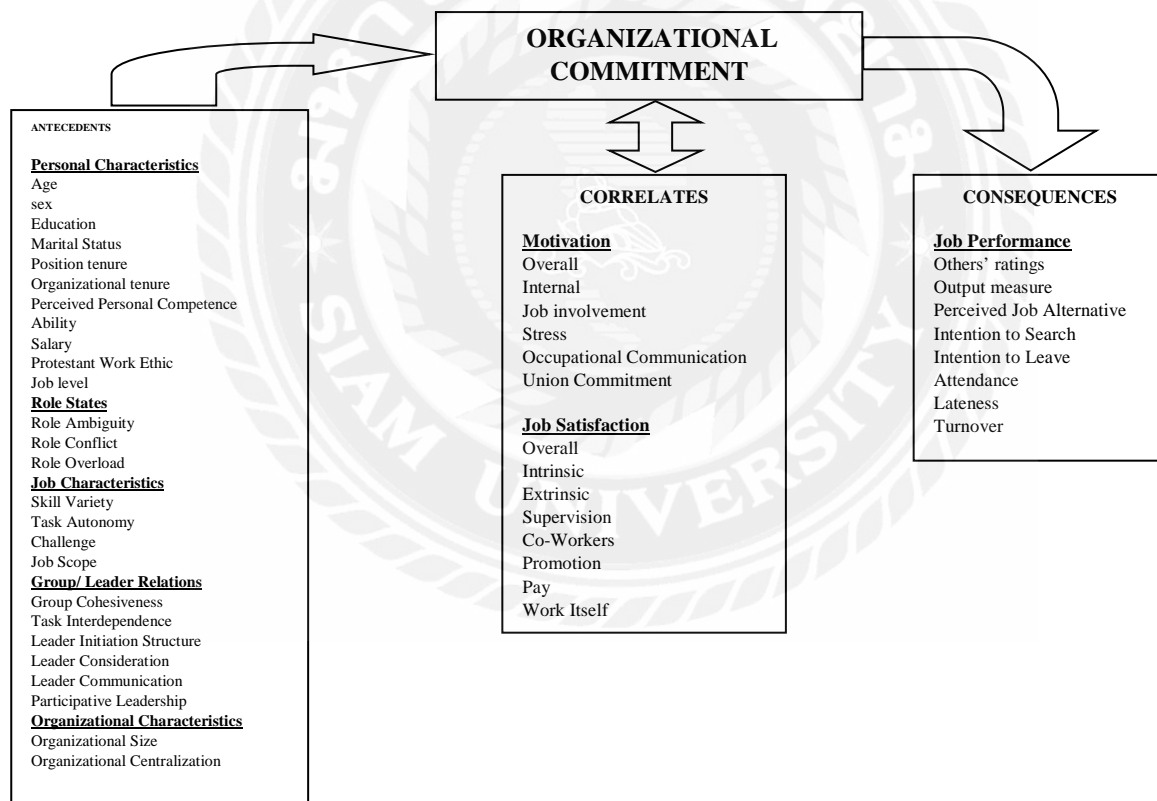 ORGANIZATIONAL
COMMITMENT
ANTECEDENTS
Personal Characteristics
Age
sex
Education
Marital Status
Position tenure
Organizational tenure
Perceived Personal Competence
Ability
Salary
Protestant Work Ethic
Job level
Role States
Role Ambiguity
Role Conflict
Role Overload
Job Characteristics
Skill Variety
Task Autonomy
Challenge
Job Scope
Group/ Leader Relations
Group Cohesiveness
Task Interdependence
Leader Initiation Structure
Leader Consideration
Leader Communication
Participative Leadership
Organizational Characteristics
Organizational Size
Organizational Centralization
CORRELATES
Motivation
Overall
Internal
Job involvement
Stress
Occupational Communication
Union Commitment
Job Satisfaction
Overall
Intrinsic
Extrinsic
Supervision
Co-Workers
Promotion
Pay
Work Itself
CONSEQUENCES
Job Performance
Others’ ratings
Output measure
Perceived Job Alternative
Intention to Search
Intention to Leave
Attendance
Lateness
Turnover
SIAM UNIVERSITY